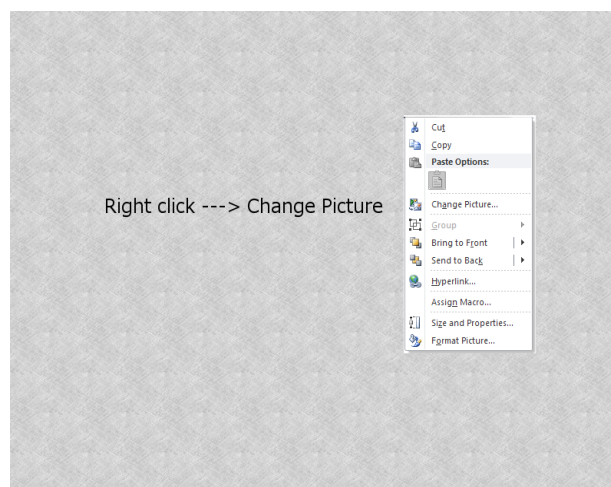 Right click ---> Change Picture
Cut
Copy
Paste Options:
Change Picture...
Group
Bring to Front
Send to Back
Hyperlink...
Assign Macro...
Size and Properties...
Format Picture...